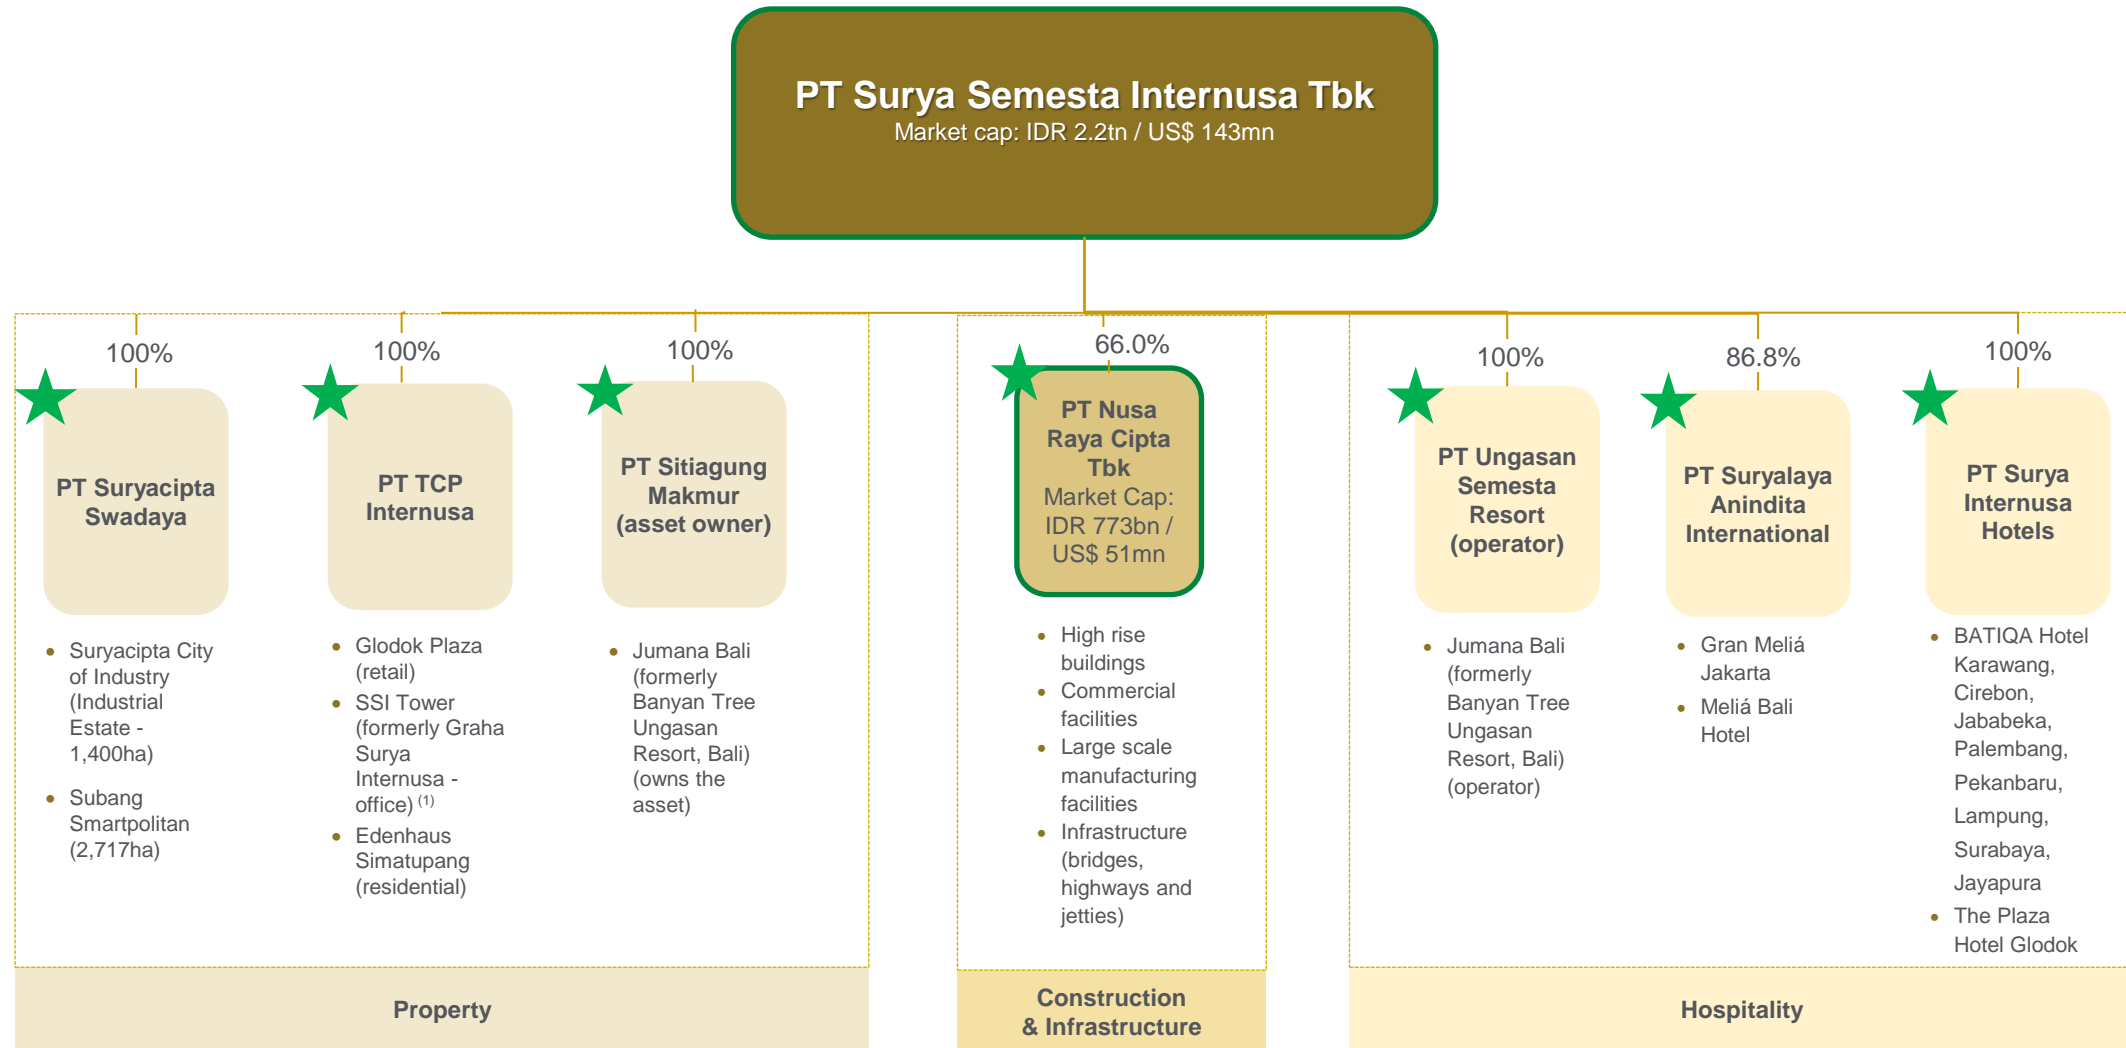 PT Surya Semesta Internusa Tbk
Market cap: IDR 2.2tn / US$ 143mn
100%
PT Suryacipta
Swadaya
• Suryacipta City
of Industry
(Industrial
Estate -
1,400ha)
• Subang
Smartpolitan
(2,717ha)
100%
PT TCP
Internusa
• Glodok Plaza
(retail)
• SSI Tower
(formerly Graha
Surya
Internusa -
office) (1)
• Edenhaus
Simatupang
(residential)
100%
PT Sitiagung
Makmur
(asset owner)
• Jumana Bali
(formerly
Banyan Tree
Ungasan
Resort, Bali)
(owns the
asset)
Property
66.0%
PT Nusa
Raya Cipta
Tbk
Market Cap:
IDR 773bn /
US$ 51mn
• High rise
buildings
• Commercial
facilities
• Large scale
manufacturing
facilities
• Infrastructure
(bridges,
highways and
jetties)
Construction
& Infrastructure
100%
PT Ungasan
Semesta
Resort
(operator)
• Jumana Bali
(formerly
Banyan Tree
Ungasan
Resort, Bali)
(operator)
86.8%
PT Suryalaya
Anindita
International
• Gran Meliá
Jakarta
• Meliá Bali
Hotel
100%
PT Surya
Internusa
Hotels
• BATIQA Hotel
Karawang,
Cirebon,
Jababeka,
Palembang,
Pekanbaru,
Lampung,
Surabaya,
Jayapura
• The Plaza
Hotel Glodok
Hospitality